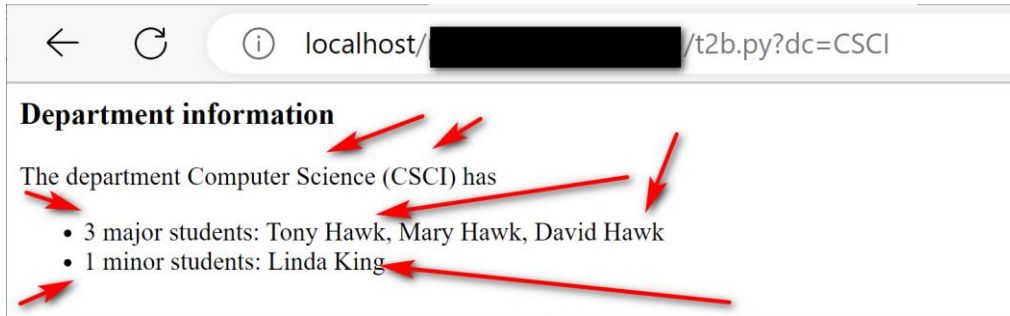 localhost/ /t2b.py?dc=CSCI
Department information
The department Computer Science (CSCI) has
• 3 major students: Tony Hawk, Mary Hawk, David Hawk
• 1 minor students: Linda King